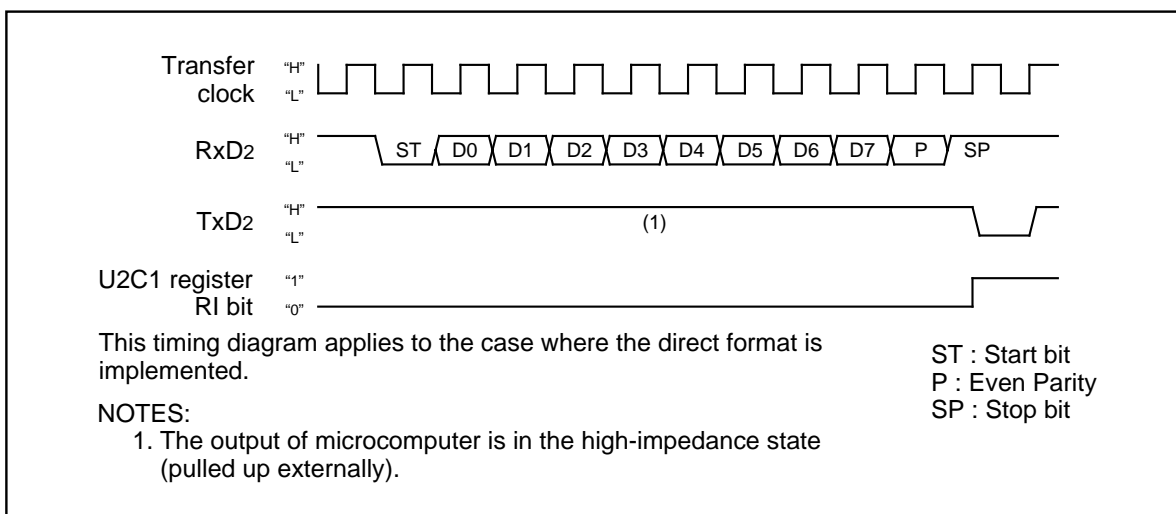 Transfer clock
“H”
“L”
RxD2
“H”
“L”
ST D0 D1 D2 D3 D4 D5 D6 D7 P SP
TxD2
“H”
“L”
(1)
U2C1 register
RI bit
“1”
“0”
This timing diagram applies to the case where the direct format is
implemented.
NOTES:
1. The output of microcomputer is in the high-impedance state
(pulled up externally).
ST : Start bit
P : Even Parity
SP : Stop bit